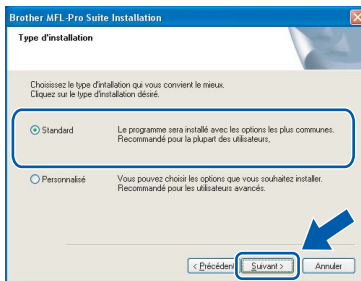 Brother MFL-Pro Suite Installation
Type d'installation
Choisissez le type d'intallation qui vous convient le mieux.
Cliquez sur le type d'installation désiré.
Standard
Le programme sera installé avec les options les plus communes.
Recommandé pour la plupart des utilisateurs,
Personnalisé
Vous pouvez choisir les options que vous souhaitez installer.
Recommandé pour les utilisateurs avancés.
< Précédent
Suivant >
Annuler